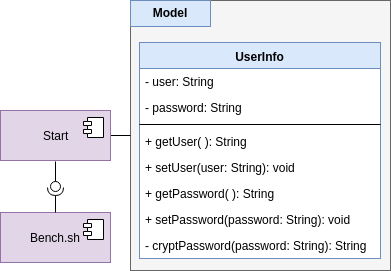 Model
UserInfo
- user: String
- password: String
+ getUser( ): String
+ setUser(user: String): void
+ getPassword( ): String
+ setPassword(password: String): void
- cryptPassword(password: String): String
Start
Bench.sh